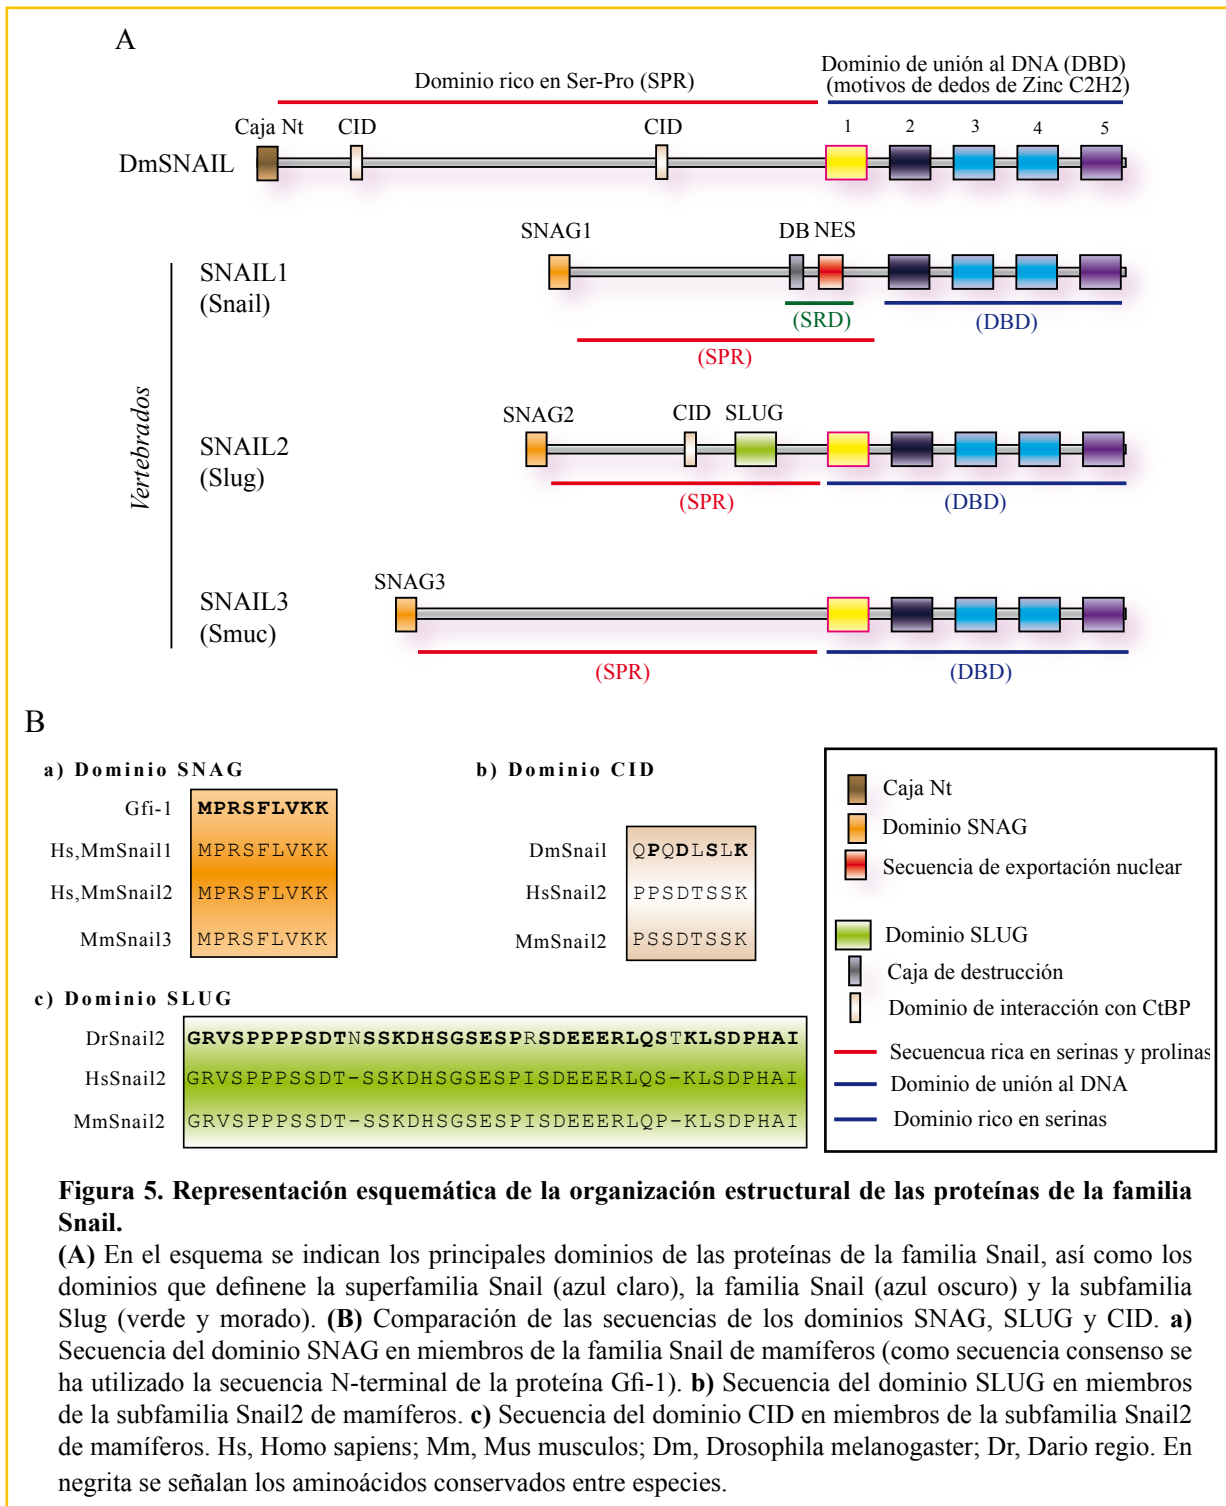 A
Dominio rico en Ser-Pro (SPR)
Dominio de unión al DNA (DBD)
(motivos de dedos de Zinc C2H2)
Caja Nt
CID
CID
1
2
3
4
5
DmSNAIL
SNAG1
DB
NES
SNAIL1
(Snail)
(SRD)
(DBD)
(SPR)
Vertebrados
SNAG2
CID
SLUG
SNAIL2
(Slug)
(SPR)
(DBD)
SNAG3
SNAIL3
(Smuc)
(SPR)
(DBD)
B
a) Dominio SNAG
Gfi-1 MPRSFLVKK
Hs,MmSnail1 MPRSFLVKK
Hs,MmSnail2 MPRSFLVKK
MmSnail3 MPRSFLVKK
b) Dominio CID
DmSnail QPQDLSLK
HsSnail2 PPSDTSSK
MmSnail2 PSSDTSSK
c) Dominio SLUG
DrSnail2 GRVSPPPPSDTNSSKDHSGSESPRSDEEERLQSTKLSDPHAI
HsSnail2 GRVSPPPSSDT-SSKDHSGSESPISDEEERLQS-KLSDPHAI
MmSnail2 GRVSPPPSSDT-SSKDHSGSESPISDEEERLQP-KLSDPHAI
Caja Nt
Dominio SNAG
Secuencia de exportación nuclear
Dominio SLUG
Caja de destrucción
Dominio de interacción con CtBP
Secuencua rica en serinas y prolinas
Dominio de unión al DNA
Dominio rico en serinas
Figura 5. Representación esquemática de la organización estructural de las proteínas de la familia
Snail.
(A) En el esquema se indican los principales dominios de las proteínas de la familia Snail, así como los
dominios que definene la superfamilia Snail (azul claro), la familia Snail (azul oscuro) y la subfamilia
Slug (verde y morado). (B) Comparación de las secuencias de los dominios SNAG, SLUG y CID. a)
Secuencia del dominio SNAG en miembros de la familia Snail de mamíferos (como secuencia consenso se
ha utilizado la secuencia N-terminal de la proteína Gfi-1). b) Secuencia del dominio SLUG en miembros
de la subfamilia Snail2 de mamíferos. c) Secuencia del dominio CID en miembros de la subfamilia Snail2
de mamíferos. Hs, Homo sapiens; Mm, Mus musculos; Dm, Drosophila melanogaster; Dr, Dario regio. En
negrita se señalan los aminoácidos conservados entre especies.